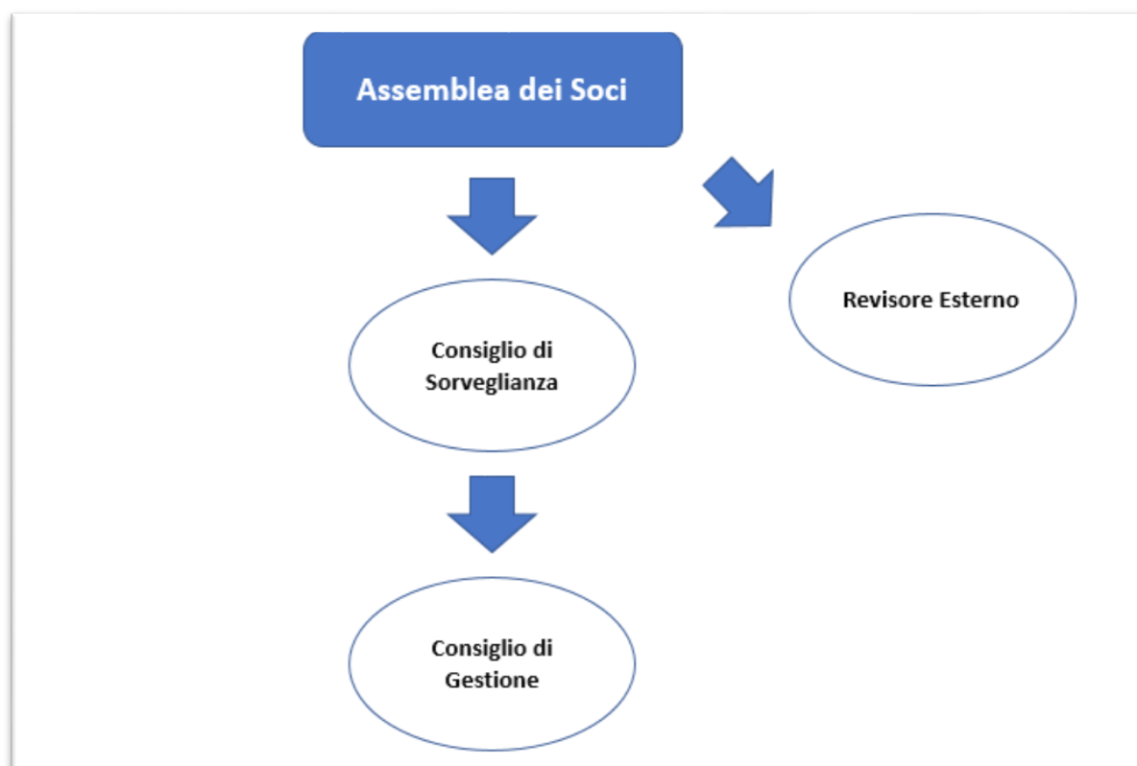 Assemblea dei Soci
Revisore Esterno
Consiglio di
Sorveglianza
Consiglio di
Gestione